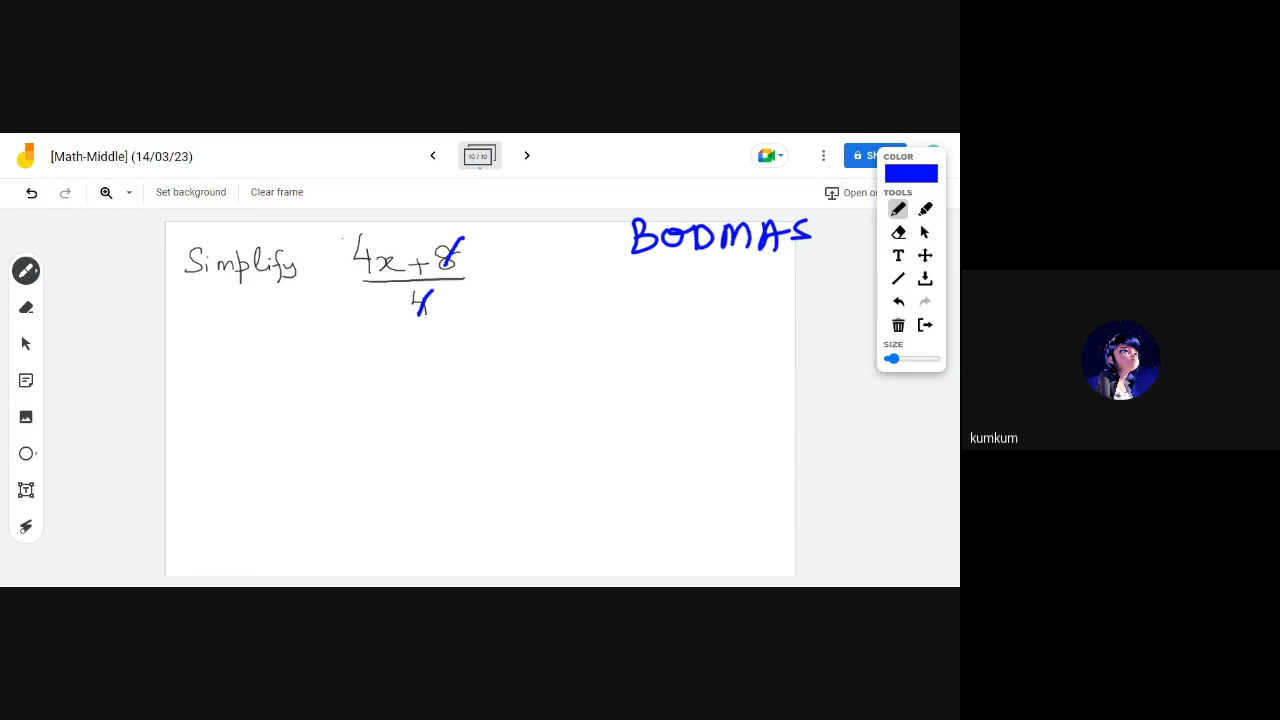 [Math-Middle] (14/03/23)
10 / 10
Sh
COLOR
Set background
Clear frame
Open or
TOOLS
BODMAS
Simplify 4x + 8
4
T
T
SIZE
kumkum